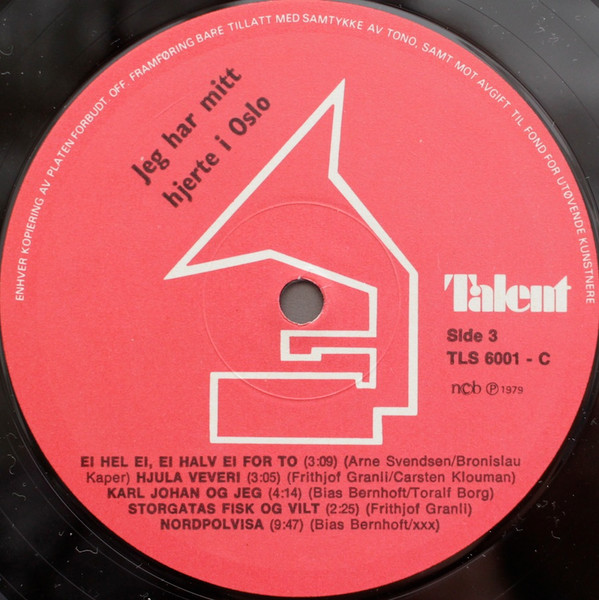 ENHVER KOPIERING AV PLATEN FORBUDT. OFF. FRAMFØRING BARE TILLATT MED SAMTYKKE AV TONO, SAMT MOT AVGIFT TIL FOND FOR UTØVENDE KUNSTNERE
Jeg har mitt
hjerte i Oslo
Talent
Side 3
TLS 6001 - C
ncb ℗ 1979
EI HEL EI, EI HALV EI FOR TO (3:09) (Arne Svendsen/Bronislau
Kaper) HJULA VEVERI (3:05) (Frithjof Granli/Carsten Klouman)
KARL JOHAN OG JEG (4:14) (Bias Bernhoft/Toralf Borg)
STORGATAS FISK OG VILT (2:25) (Frithjof Granli)
NORDPOLVISA (9:47) (Bias Bernhoft/xxx)